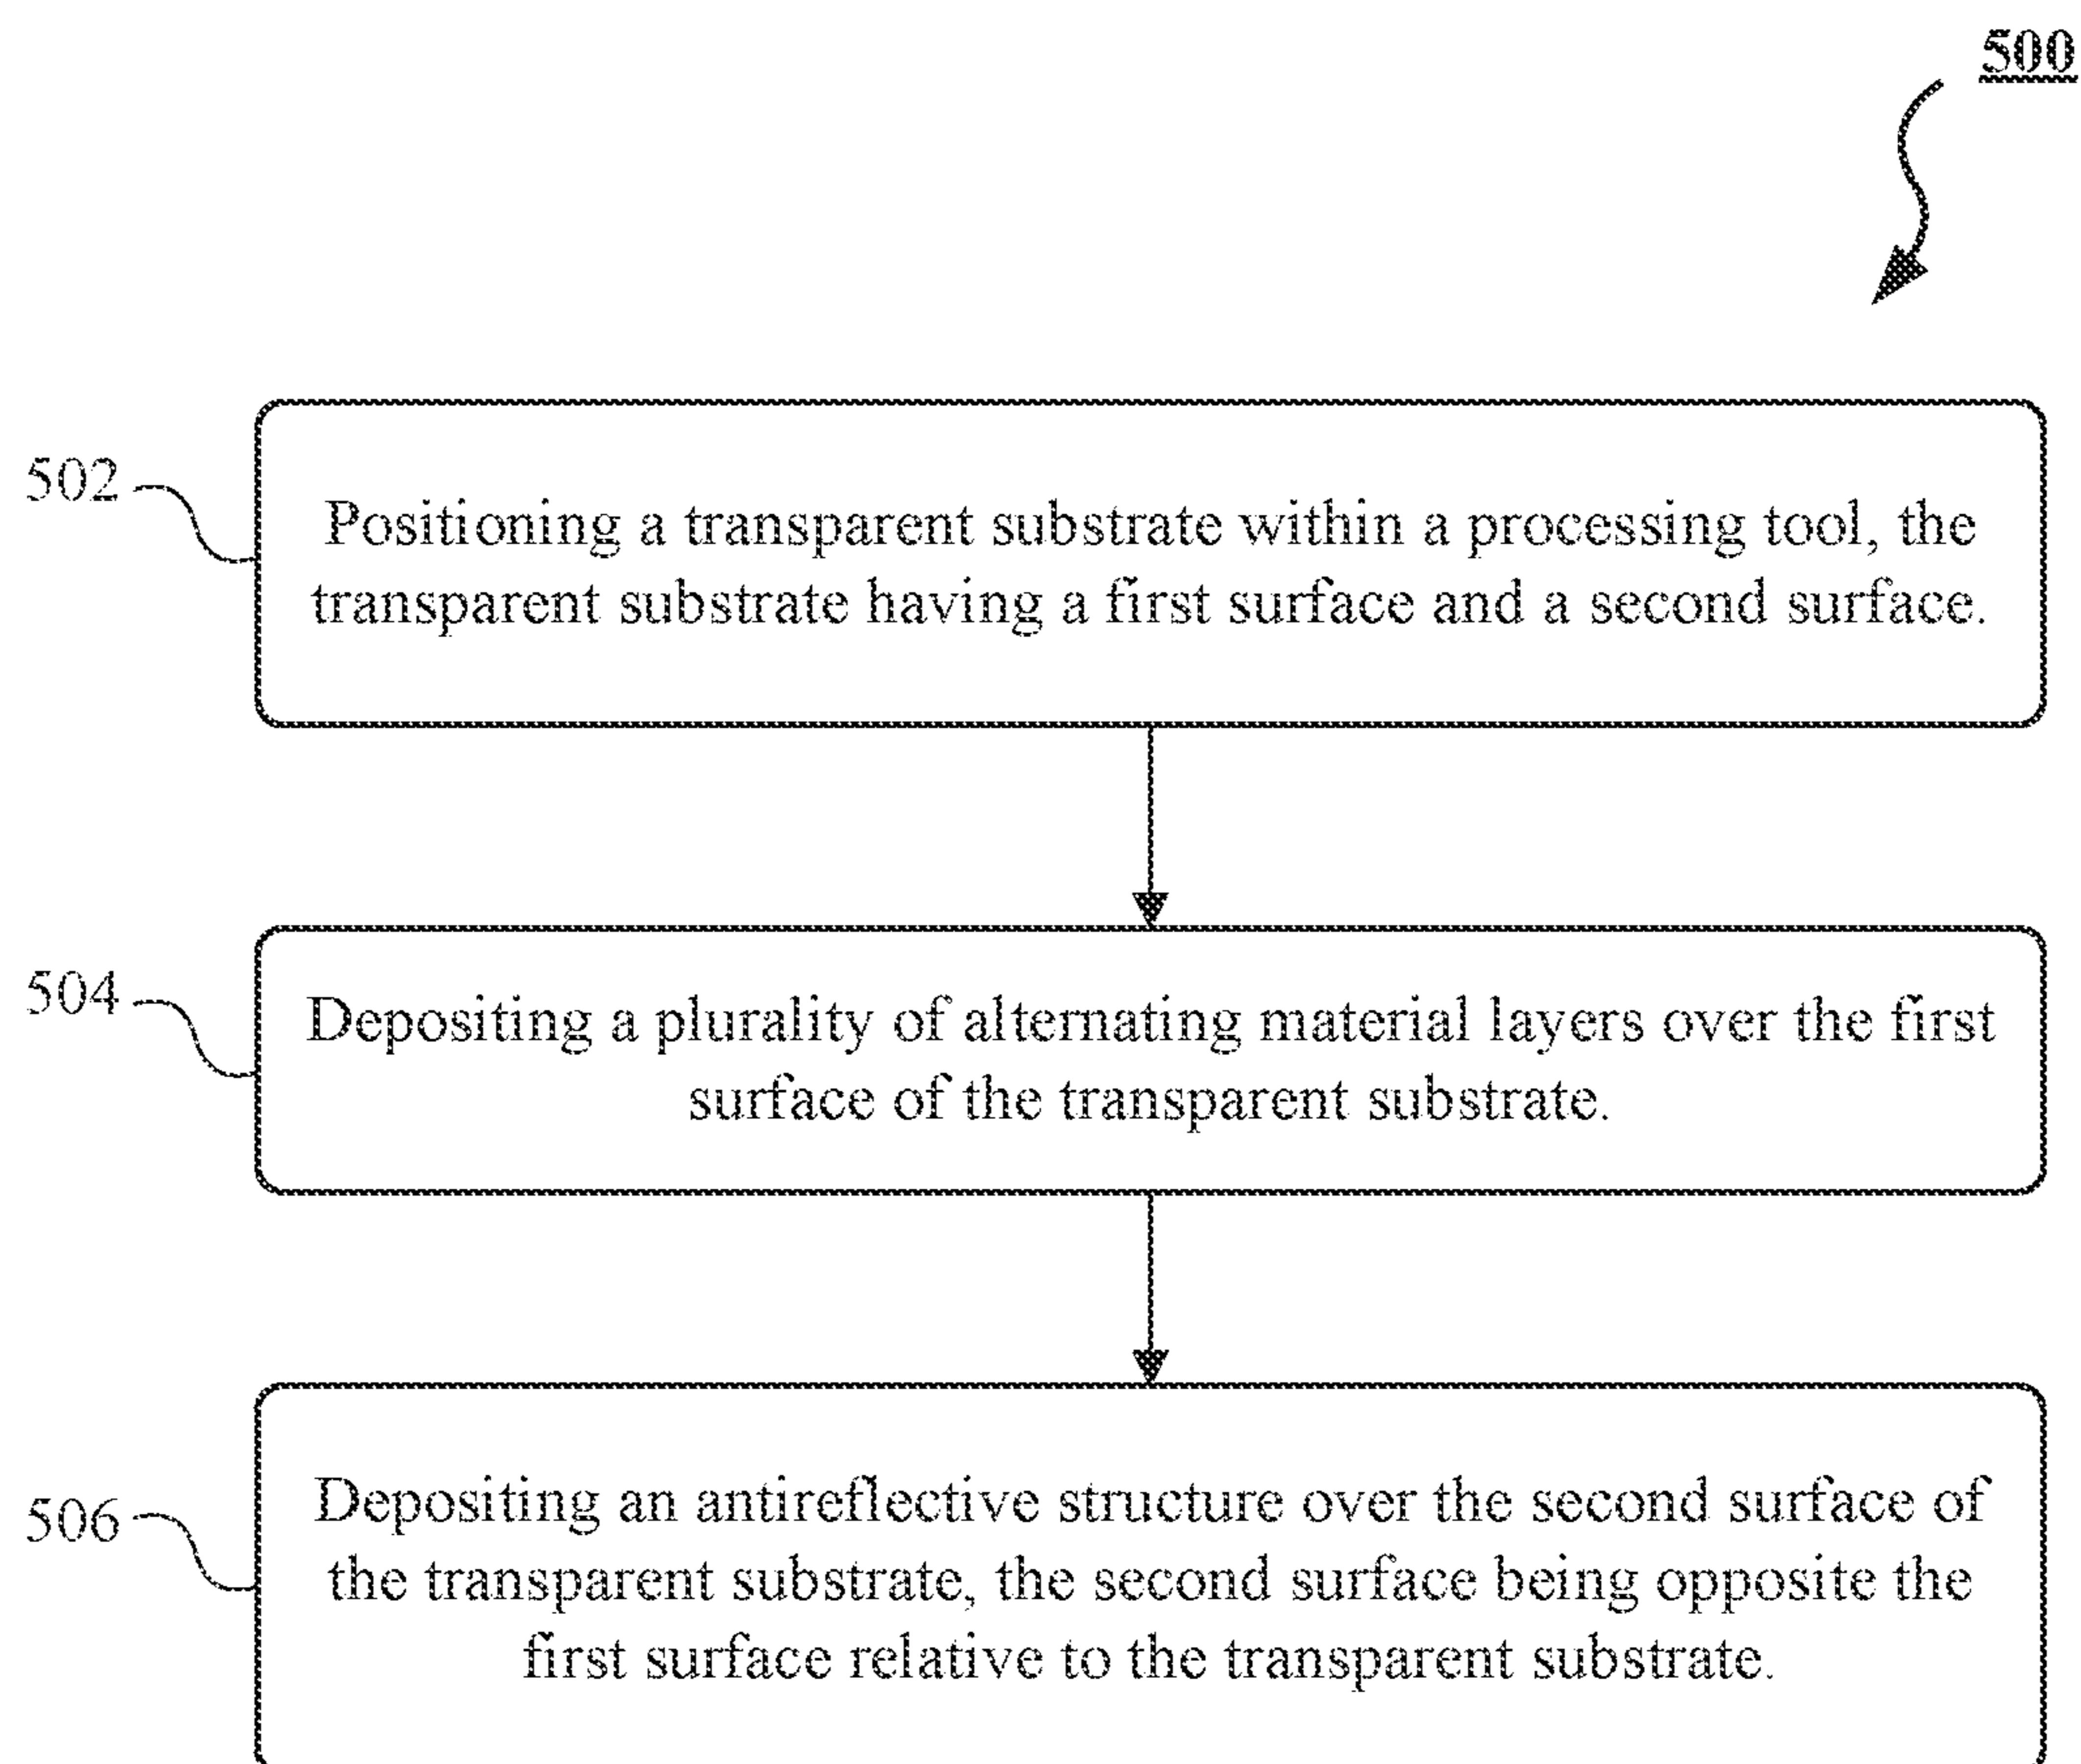 500
502
Positioning a transparent substrate within a processing tool, the
transparent substrate having a first surface and a second surface.
504
Depositing a plurality of alternating material layers over the first
surface of the transparent substrate.
506
Depositing an antireflective structure over the second surface of
the transparent substrate, the second surface being opposite the
first surface relative to the transparent substrate.